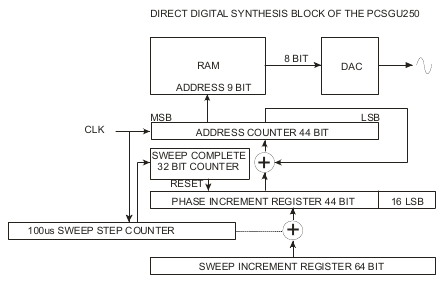 DIRECT DIGITAL SYNTHESIS BLOCK OF THE PCSGU250
RAM
8 BIT
DAC
ADDRESS 9 BIT
MSB
LSB
CLK
ADDRESS COUNTER 44 BIT
SWEEP COMPLETE
32 BIT COUNTER
RESET
PHASE INCREMENT REGISTER 44 BIT
16 LSB
100us SWEEP STEP COUNTER
SWEEP INCREMENT REGISTER 64 BIT